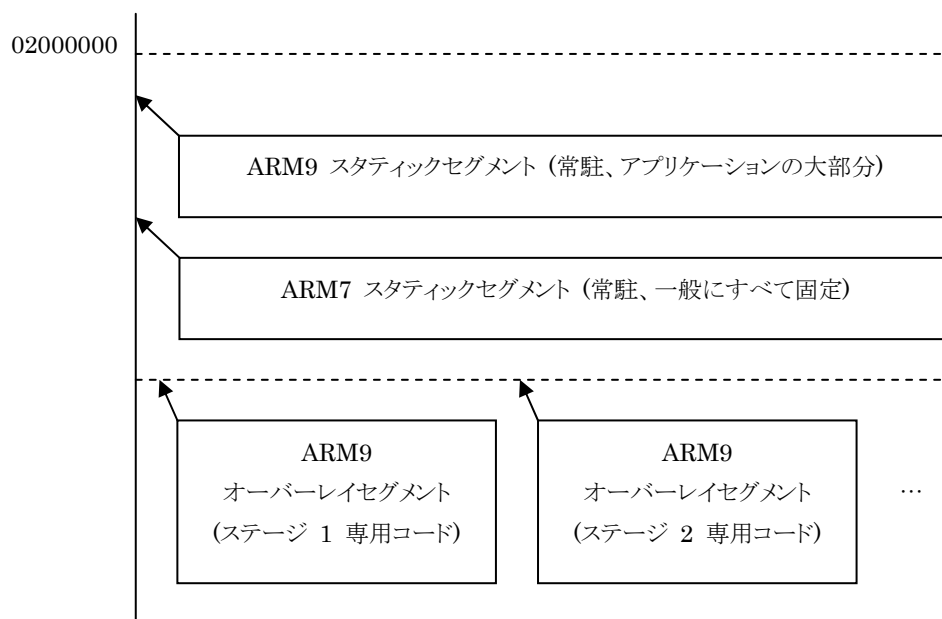 02000000
ARM9 スタティックセグメント (常駐、アプリケーションの大部分)
ARM7 スタティックセグメント (常駐、一般にすべて固定)
ARM9
オーバーレイセグメント
(ステージ 1 専用コード)
ARM9
オーバーレイセグメント
(ステージ 2 専用コード)
…